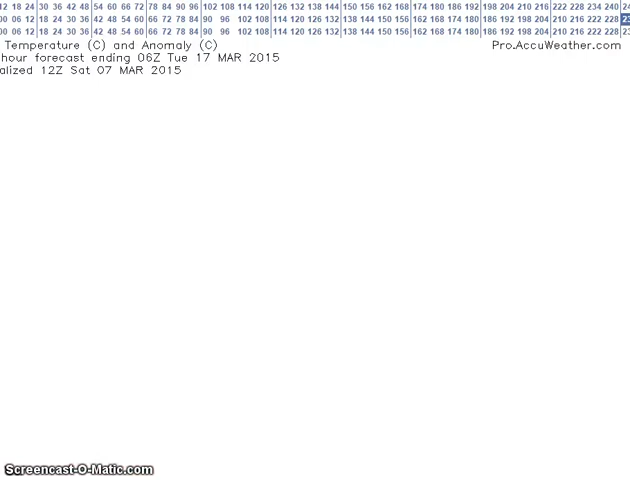 12 18 24 30 36 42 48 54 60 66 72 78 84 90 96 102 108 114 120 126 132 138 144 150 156 162 168 174 180 186 192 198 204 210 216 222 228 234 240
00 06 12 18 24 30 36 42 48 54 60 66 72 78 84 90 96 102 108 114 120 126 132 138 144 150 156 162 168 174 180 186 192 198 204 210 216 222 228
00 06 12 18 24 30 36 42 48 54 60 66 72 78 84 90 96 102 108 114 120 126 132 138 144 150 156 162 168 174 180 186 192 198 204 210 216 222 228
Temperature (C) and Anomaly (C) Pro.AccuWeather.com
hour forecast ending 06Z Tue 17 MAR 2015
alized 12Z Sat 07 MAR 2015
Screencast-O-Matic.com